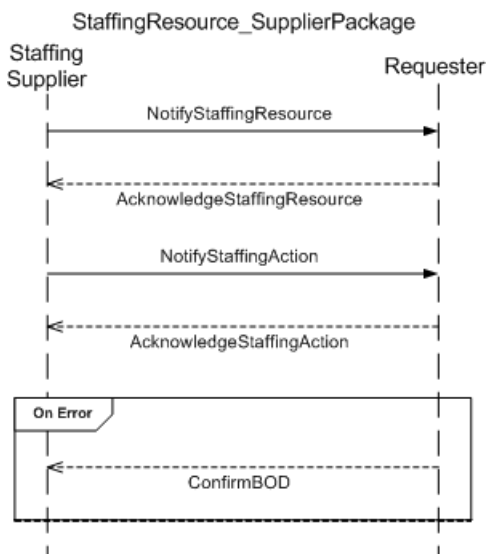 StaffingResource_SupplierPackage
Staffing
Supplier
Requester
NotifyStaffingResource
AcknowledgeStaffingResource
NotifyStaffingAction
AcknowledgeStaffingAction
On Error
ConfirmBOD